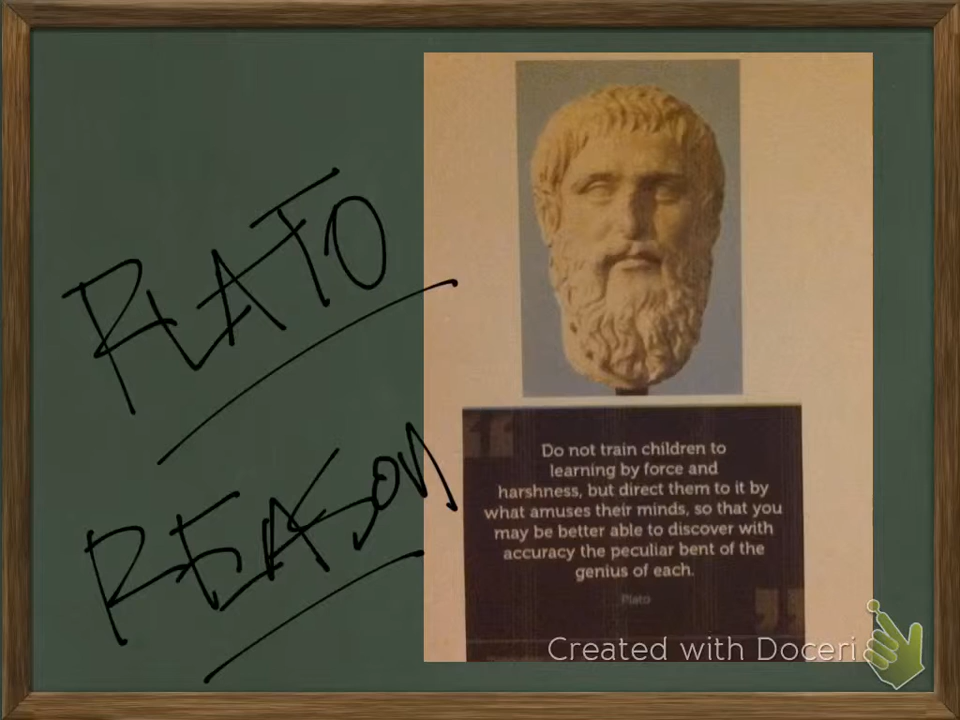 PLATO
REASON
Do not train children to
learning by force and
harshness, but direct them to it by
what amuses their minds, so that you
may be better able to discover with
accuracy the peculiar bent of the
genius of each.
Plato
Created with Doceri